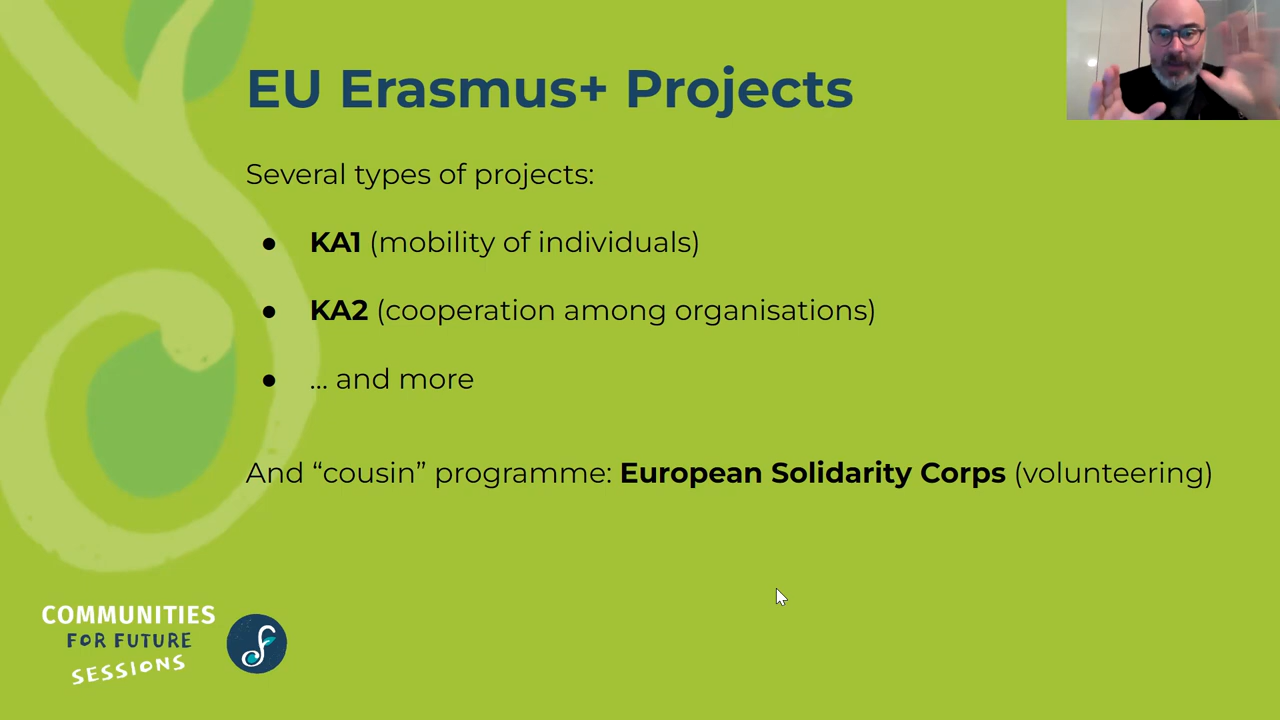 EU Erasmus+ Projects
Several types of projects:
● KA1 (mobility of individuals)
● KA2 (cooperation among organisations)
● ... and more
And “cousin” programme: European Solidarity Corps (volunteering)
COMMUNITIES
FOR FUTURE
SESSIONS